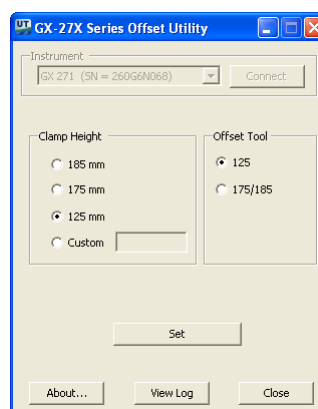 UT GX-27X Series Offset Utility
Instrument
GX 271 (SN = 260G6N068)
Connect
Clamp Height
Offset Tool
185 mm
125
175 mm
175/185
125 mm
Custom
Set
About...
View Log
Close